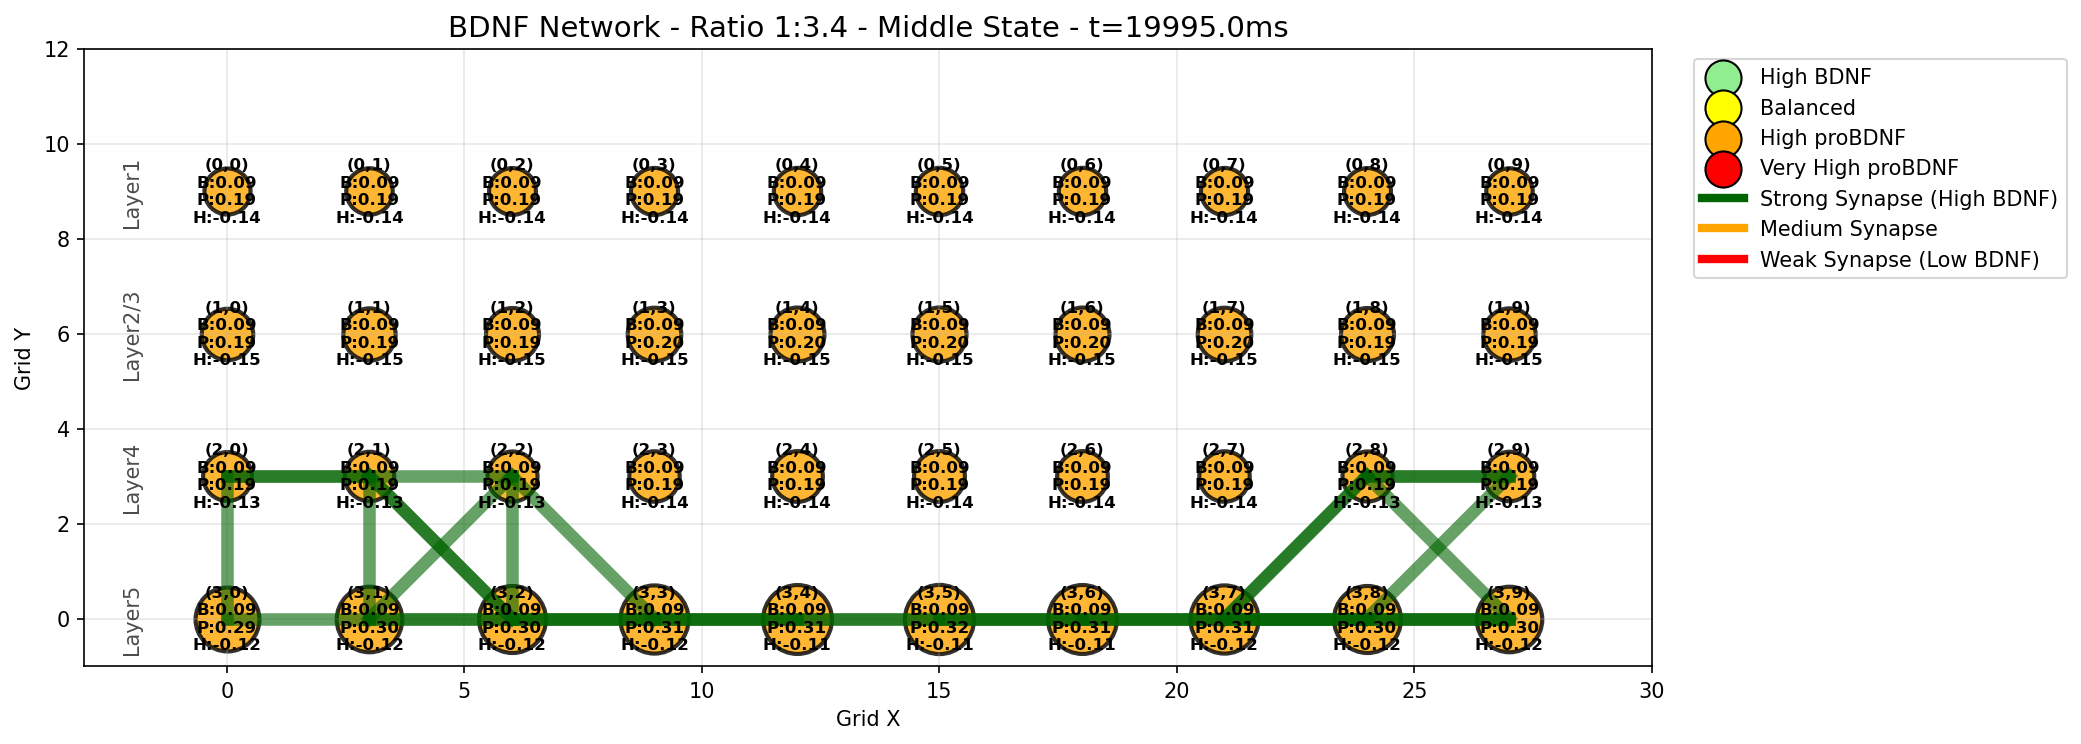 BDNF Network - Ratio 1:3.4 - Middle State - t=19995.0ms
12
10
8
6
4
2
0
Grid Y
Layer1
Layer2/3
Layer4
Layer5
(0,0) (0,1) (0,2) (0,3) (0,4) (0,5) (0,6) (0,7) (0,8) (0,9)
B:0.09 B:0.09 B:0.09 B:0.09 B:0.09 B:0.09 B:0.09 B:0.09 B:0.09 B:0.09
P:0.19 P:0.19 P:0.19 P:0.19 P:0.19 P:0.19 P:0.19 P:0.19 P:0.19 P:0.19
H:-0.14 H:-0.14 H:-0.14 H:-0.14 H:-0.14 H:-0.14 H:-0.14 H:-0.14 H:-0.14 H:-0.14
(1,0) (1,1) (1,2) (1,3) (1,4) (1,5) (1,6) (1,7) (1,8) (1,9)
B:0.09 B:0.09 B:0.09 B:0.09 B:0.09 B:0.09 B:0.09 B:0.09 B:0.09 B:0.09
P:0.19 P:0.19 P:0.19 P:0.20 P:0.20 P:0.20 P:0.20 P:0.20 P:0.19 P:0.19
H:-0.15 H:-0.15 H:-0.15 H:-0.15 H:-0.15 H:-0.15 H:-0.15 H:-0.15 H:-0.15 H:-0.15
(2,0) (2,1) (2,2) (2,3) (2,4) (2,5) (2,6) (2,7) (2,8) (2,9)
B:0.09 B:0.09 B:0.09 B:0.09 B:0.09 B:0.09 B:0.09 B:0.09 B:0.09 B:0.09
P:0.19 P:0.19 P:0.19 P:0.19 P:0.19 P:0.19 P:0.19 P:0.19 P:0.19 P:0.19
H:-0.13 H:-0.13 H:-0.13 H:-0.14 H:-0.14 H:-0.14 H:-0.14 H:-0.14 H:-0.13 H:-0.13
(3,0) (3,1) (3,2) (3,3) (3,4) (3,5) (3,6) (3,7) (3,8) (3,9)
B:0.09 B:0.09 B:0.09 B:0.09 B:0.09 B:0.09 B:0.09 B:0.09 B:0.09 B:0.09
P:0.29 P:0.30 P:0.30 P:0.31 P:0.31 P:0.32 P:0.31 P:0.31 P:0.30 P:0.30
H:-0.12 H:-0.12 H:-0.12 H:-0.12 H:-0.11 H:-0.11 H:-0.11 H:-0.12 H:-0.12 H:-0.12
0 5 10 15 20 25 30
Grid X
High BDNF
Balanced
High proBDNF
Very High proBDNF
Strong Synapse (High BDNF)
Medium Synapse
Weak Synapse (Low BDNF)